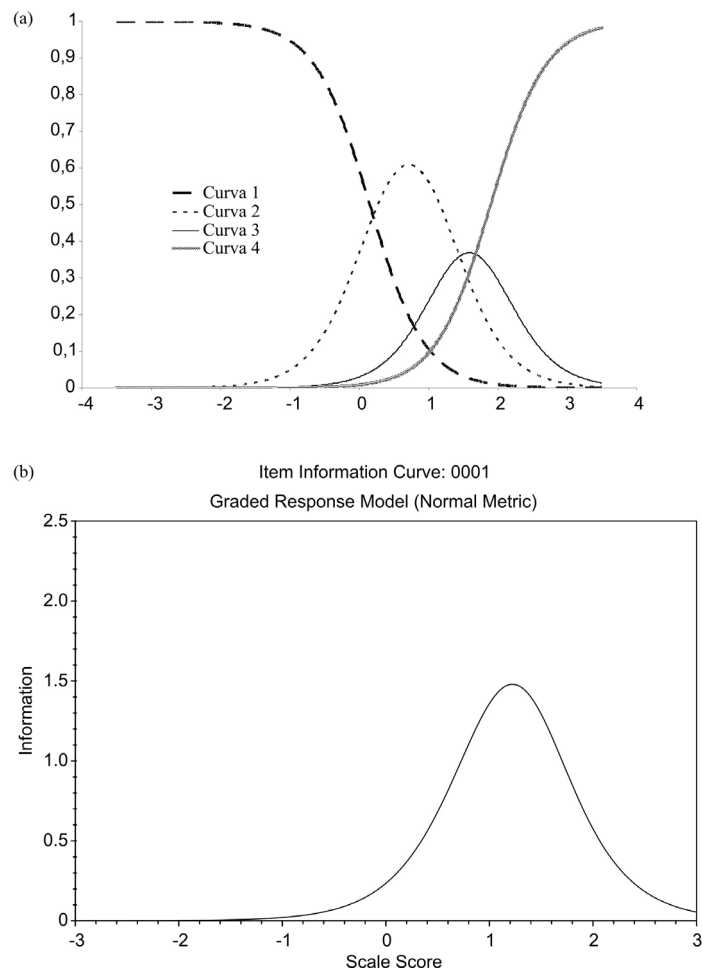 (a)
1
0,9
0,8
0,7
0,6
0,5
0,4
0,3
0,2
0,1
0
Curva 1
Curva 2
Curva 3
Curva 4
-4 -3 -2 -1 0 1 2 3 4
(b)
Item Information Curve: 0001
Graded Response Model (Normal Metric)
2.5
2.0
1.5
1.0
0.5
0
Information
-3 -2 -1 0 1 2 3
Scale Score